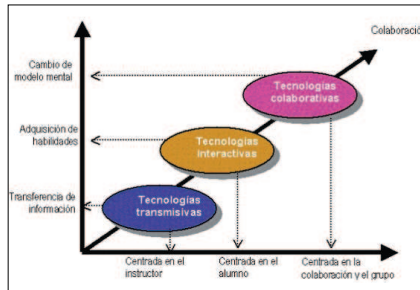 Colaboració
Cambio de
modelo mental
Tecnologías
colaborativas
Adquisición de
habilidades
Tecnologías
interactivas
Transferencia de
información
Tecnologías
transmisivas
Centrada en el
instructor
Centrada en el
alumno
Centrada en la
colaboración y el grupo